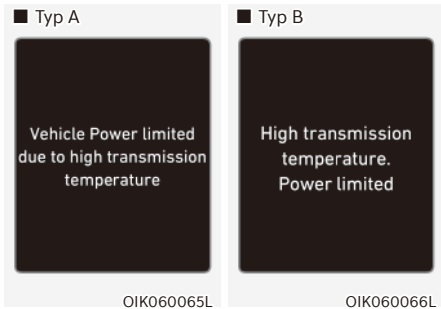 ■ Typ A
Vehicle Power limited
due to high transmission
temperature
OIK060065L
■ Typ B
High transmission
temperature.
Power limited
OIK060066L